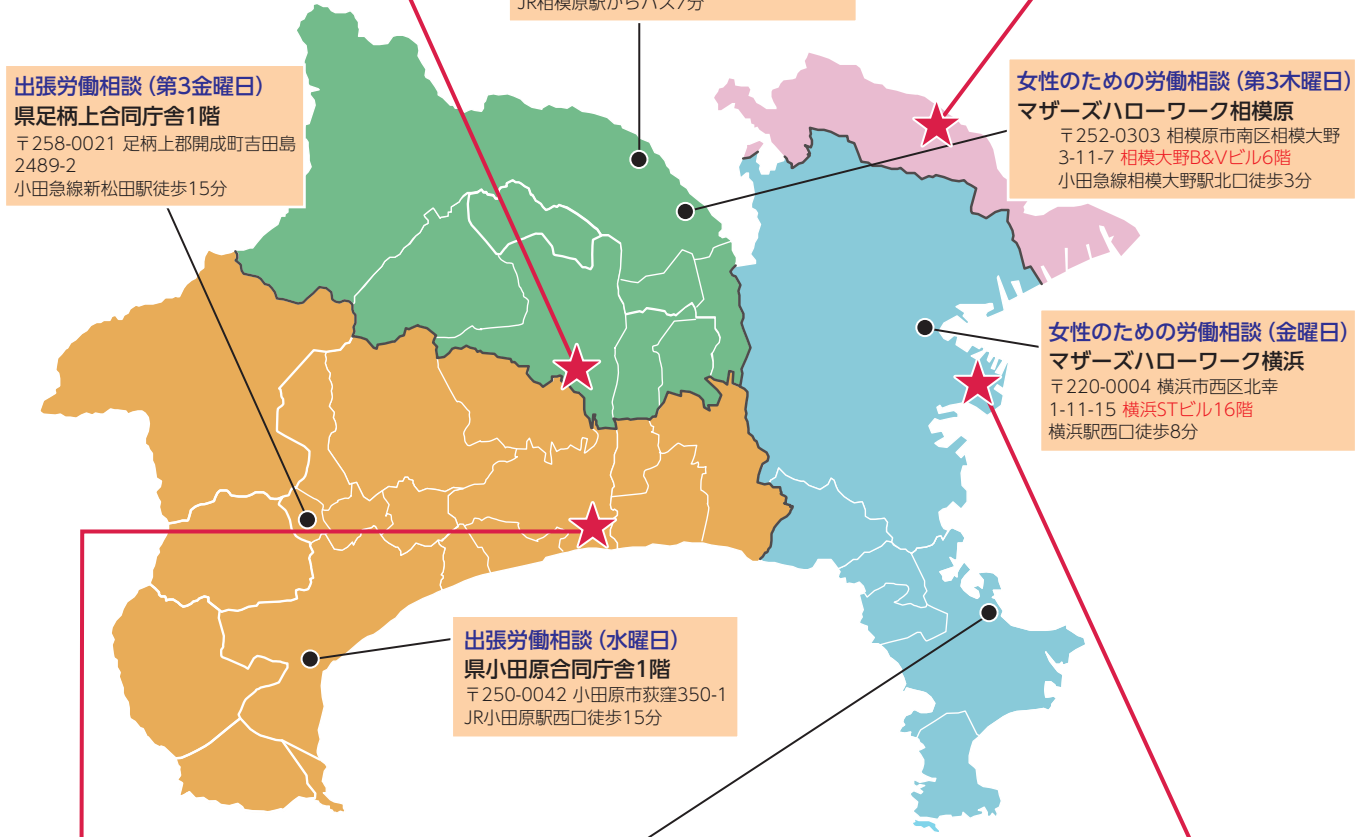 JR相模原駅からバス7分
出張労働相談（第3金曜日）
県足柄上合同庁舎1階
〒258-0021 足柄上郡開成町吉田島
2489-2
小田急線新松田駅徒歩15分
女性のための労働相談（第3木曜日）
マザーズハローワーク相模原
〒252-0303 相模原市南区相模大野
3-11-7 相模大野B&Vビル6階
小田急線相模大野駅北口徒歩3分
女性のための労働相談（金曜日）
マザーズハローワーク横浜
〒220-0004 横浜市西区北幸
1-11-15 横浜STビル16階
横浜駅西口徒歩8分
出張労働相談（水曜日）
県小田原合同庁舎1階
〒250-0042 小田原市荻窪350-1
JR小田原駅西口徒歩15分